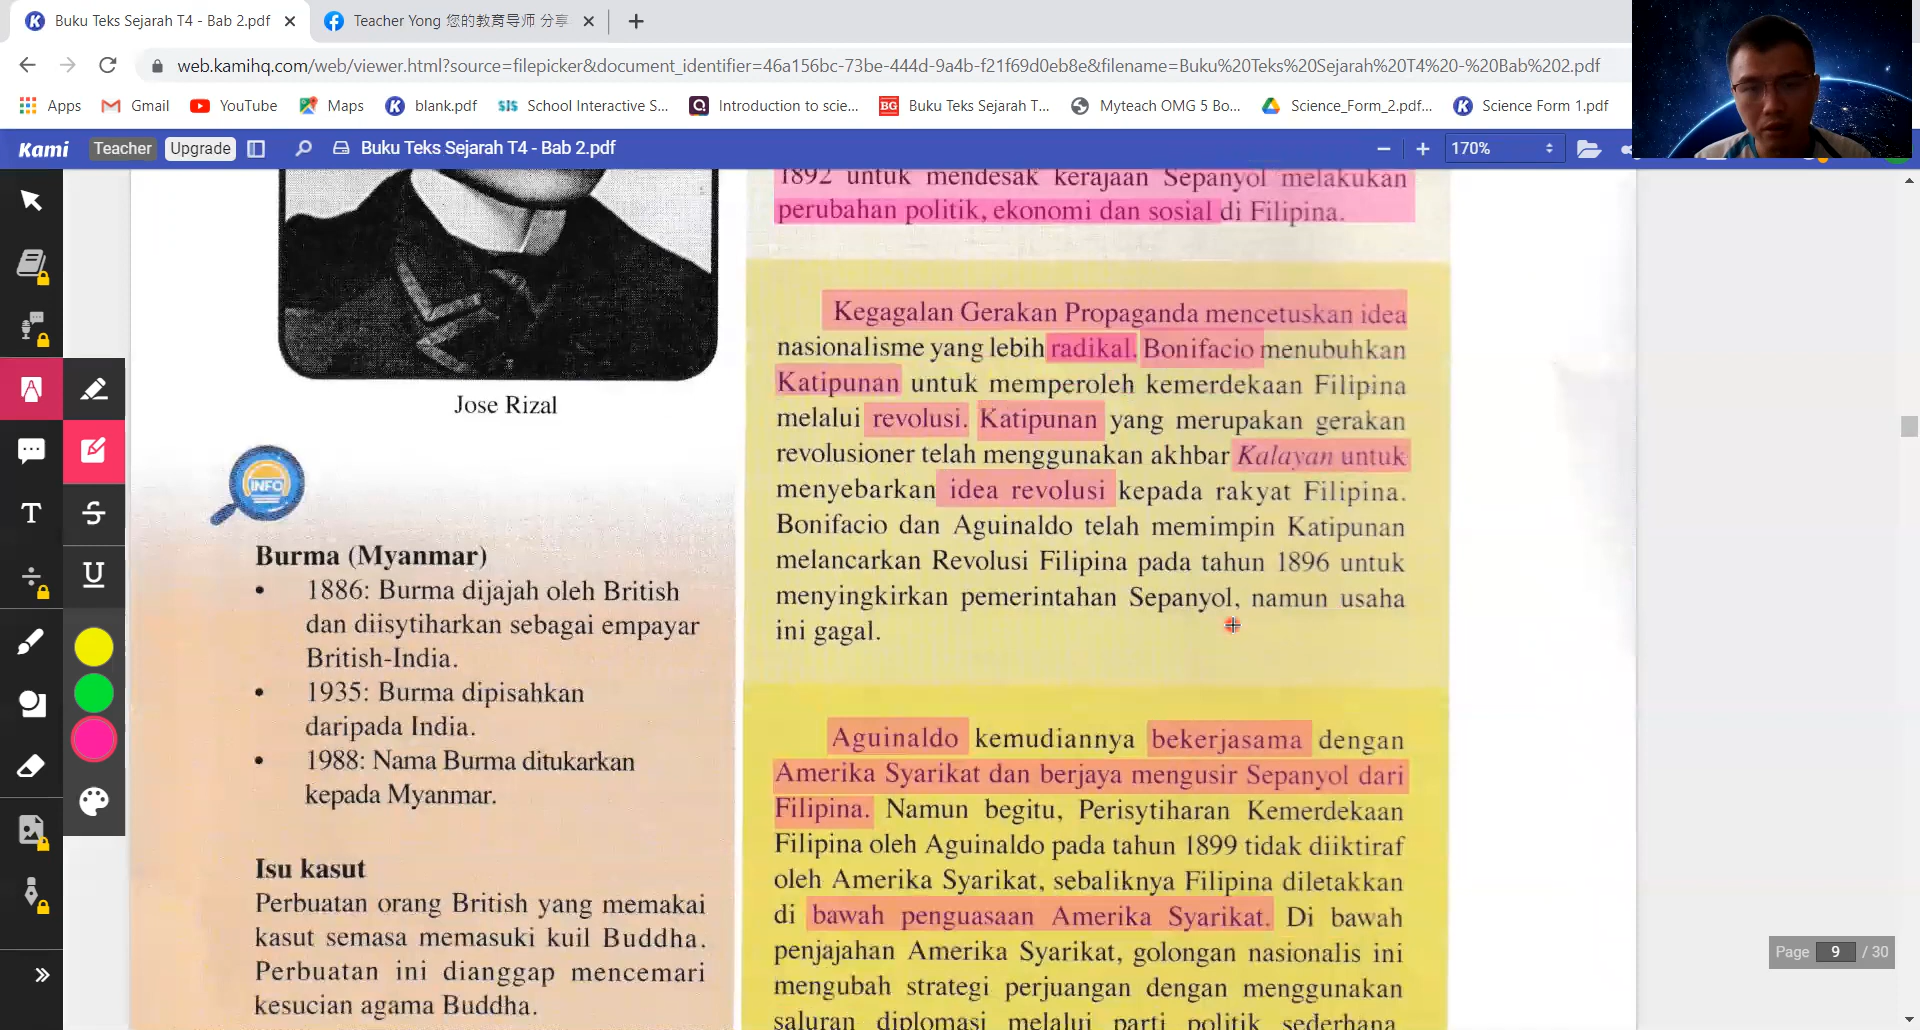 Buku Teks Sejarah T4 - Bab 2.pdf
Teacher Yong 您的教育导师 分享
web.kamihq.com/web/viewer.html?source=filepicker&document_identifier=46a156bc-73be-444d-9a4b-f21f69d0eb8e&filename=Buku%20Teks%20Sejarah%20T4%20-%20Bab%202.pdf
Apps
Gmail
YouTube
Maps
blank.pdf
School Interactive S...
Introduction to scie...
Buku Teks Sejarah T...
Myteach OMG 5 Bo...
Science_Form_2.pdf...
Science Form 1.pdf
Kami
Teacher
Upgrade
Buku Teks Sejarah T4 - Bab 2.pdf
170%
Jose Rizal
INFO
Burma (Myanmar)
• 1886: Burma dijajah oleh British
dan diisytiharkan sebagai empayar
British-India.
• 1935: Burma dipisahkan
daripada India.
• 1988: Nama Burma ditukarkan
kepada Myanmar.
Isu kasut
Perbuatan orang British yang memakai
kasut semasa memasuki kuil Buddha.
Perbuatan ini dianggap mencemari
kesucian agama Buddha.
1892 untuk mendesak kerajaan Sepanyol melakukan
perubahan politik, ekonomi dan sosial di Filipina.
Kegagalan Gerakan Propaganda mencetuskan idea
nasionalisme yang lebih radikal. Bonifacio menubuhkan
Katipunan untuk memperoleh kemerdekaan Filipina
melalui revolusi. Katipunan yang merupakan gerakan
revolusioner telah menggunakan akhbar Kalayan untuk
menyebarkan idea revolusi kepada rakyat Filipina.
Bonifacio dan Aguinaldo telah memimpin Katipunan
melancarkan Revolusi Filipina pada tahun 1896 untuk
menyingkirkan pemerintahan Sepanyol, namun usaha
ini gagal.
Aguinaldo kemudiannya bekerjasama dengan
Amerika Syarikat dan berjaya mengusir Sepanyol dari
Filipina. Namun begitu, Perisytiharan Kemerdekaan
Filipina oleh Aguinaldo pada tahun 1899 tidak diiktiraf
oleh Amerika Syarikat, sebaliknya Filipina diletakkan
di bawah penguasaan Amerika Syarikat. Di bawah
penjajahan Amerika Syarikat, golongan nasionalis ini
mengubah strategi perjuangan dengan menggunakan
saluran diplomasi melalui parti politik sederhana.
Page 9 / 30